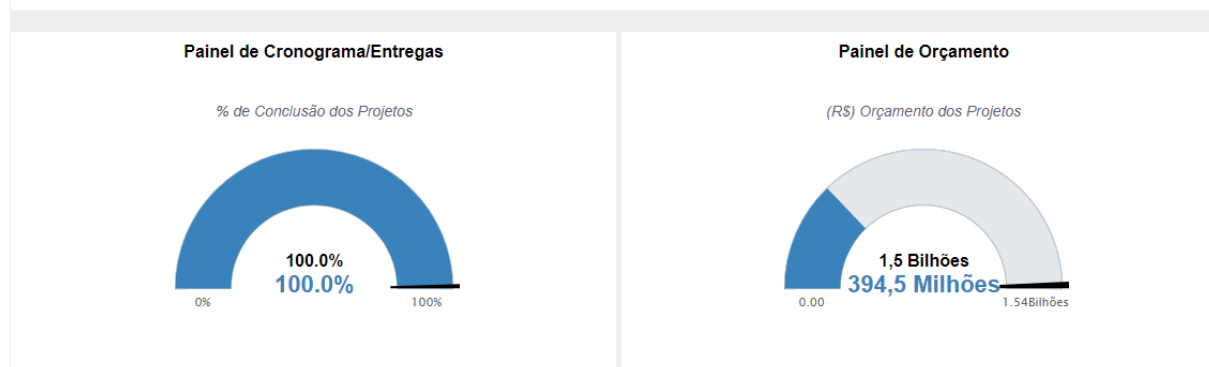 Painel de Cronograma/Entregas
% de Conclusão dos Projetos
100.0%
100.0%
0%
100%
Painel de Orçamento
(R$) Orçamento dos Projetos
1,5 Bilhões
394,5 Milhões
0.00
1.54Bilhões